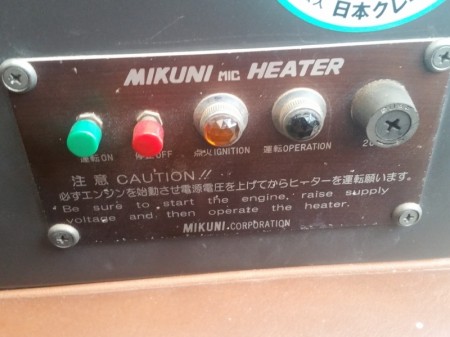 日本クレ
MIKUNI MIC HEATER
運転ON 停止OFF 点火IGNITION 運転OPERATION 20
注意 CAUTION!!
必ずエンジンを始動させ電源電圧を上げてからヒーターを運転願います。
Be sure to start the engine, raise supply
voltage and then operate the heater.
MIKUNI CORPORATION